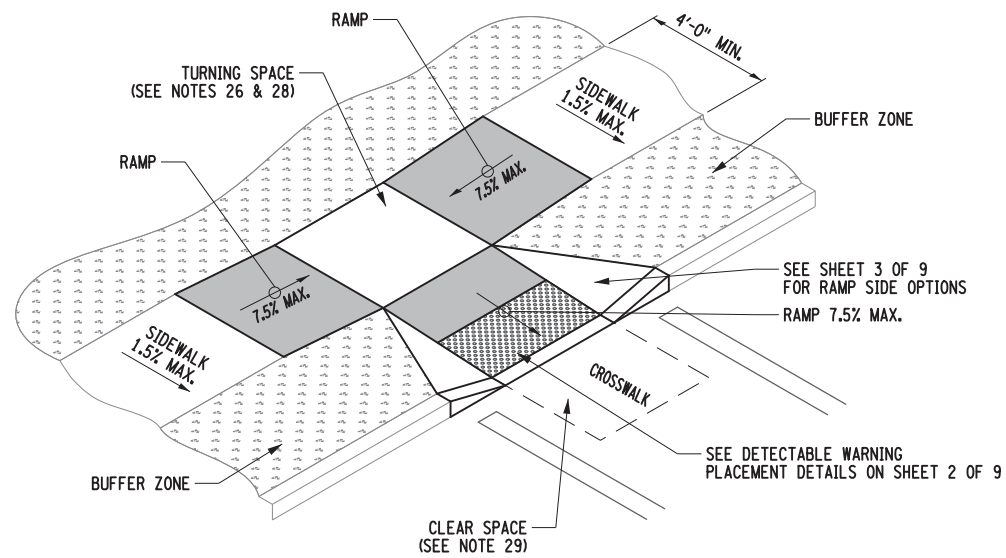 RAMP
4'-0" MIN.
TURNING SPACE
(SEE NOTES 26 & 28)
SIDEWALK
1.5% MAX.
BUFFER ZONE
RAMP
7.5% MAX.
7.5% MAX.
SEE SHEET 3 OF 9
FOR RAMP SIDE OPTIONS
RAMP 7.5% MAX.
SIDEWALK
1.5% MAX.
CROSSWALK
SEE DETECTABLE WARNING
PLACEMENT DETAILS ON SHEET 2 OF 9
BUFFER ZONE
CLEAR SPACE
(SEE NOTE 29)